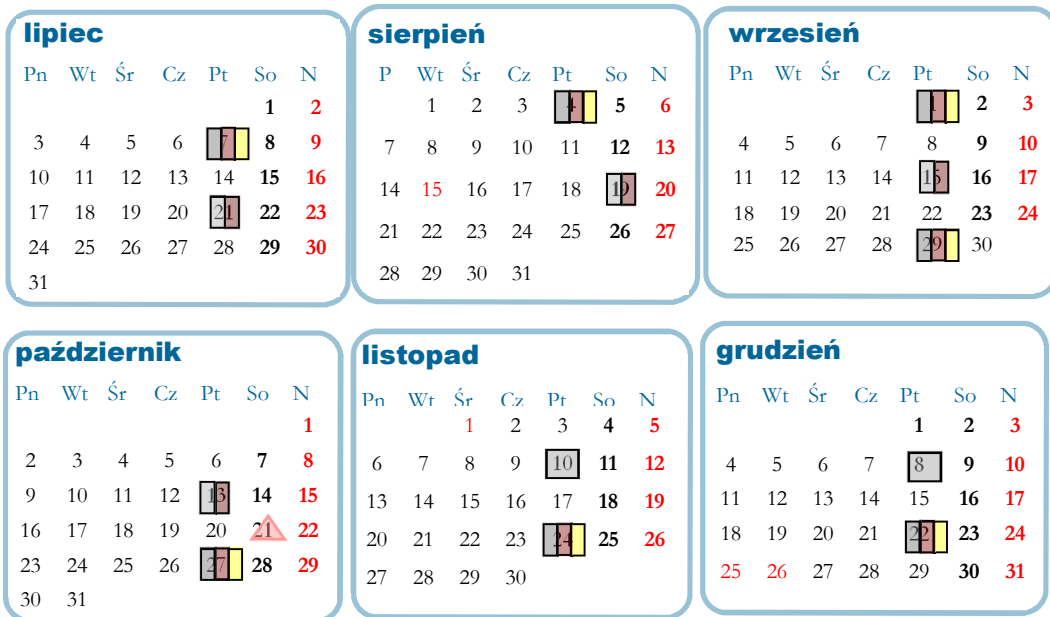 lipiec
Pn Wt Śr Cz Pt So N
1 2
3 4 5 6 7 8 9
10 11 12 13 14 15 16
17 18 19 20 21 22 23
24 25 26 27 28 29 30
31
sierpień
P Wt Śr Cz Pt So N
1 2 3 4 5 6
7 8 9 10 11 12 13
14 15 16 17 18 19 20
21 22 23 24 25 26 27
28 29 30 31
wrzesień
Pn Wt Śr Cz Pt So N
1 2 3
4 5 6 7 8 9 10
11 12 13 14 15 16 17
18 19 20 21 22 23 24
25 26 27 28 29 30
październik
Pn Wt Śr Cz Pt So N
1
2 3 4 5 6 7 8
9 10 11 12 13 14 15
16 17 18 19 20 21 22
23 24 25 26 27 28 29
30 31
listopad
Pn Wt Śr Cz Pt So N
1 2 3 4 5
6 7 8 9 10 11 12
13 14 15 16 17 18 19
20 21 22 23 24 25 26
27 28 29 30
grudzień
Pn Wt Śr Cz Pt So N
1 2 3
4 5 6 7 8 9 10
11 12 13 14 15 16 17
18 19 20 21 22 23 24
25 26 27 28 29 30 31